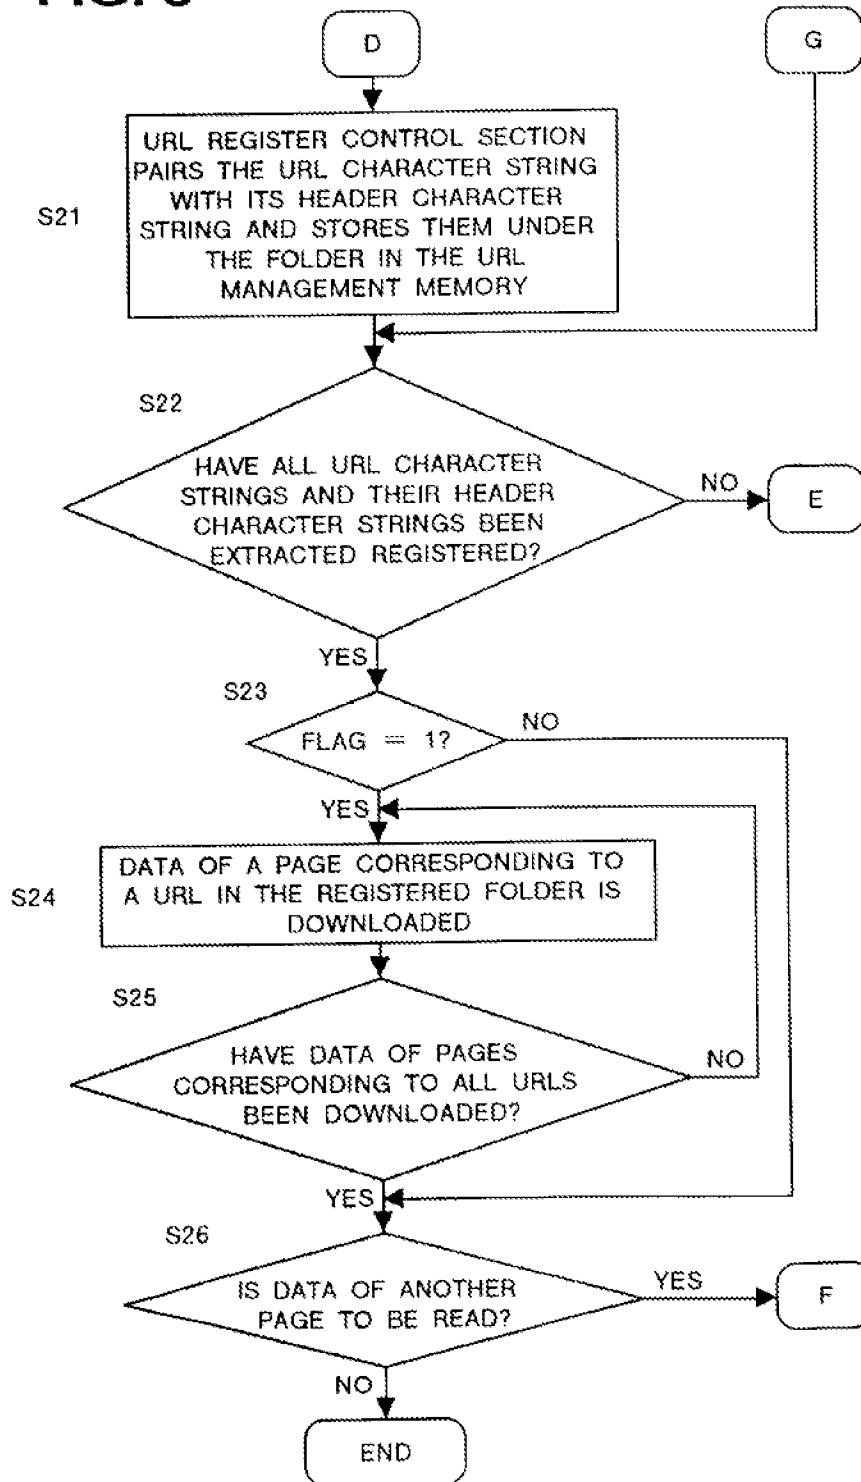 D
G
S21
URL REGISTER CONTROL SECTION
PAIRS THE URL CHARACTER STRING
WITH ITS HEADER CHARACTER
STRING AND STORES THEM UNDER
THE FOLDER IN THE URL
MANAGEMENT MEMORY
S22
HAVE ALL URL CHARACTER
STRINGS AND THEIR HEADER
CHARACTER STRINGS BEEN
EXTRACTED REGISTERED?
NO
E
YES
S23
FLAG = 1?
NO
YES
S24
DATA OF A PAGE CORRESPONDING TO
A URL IN THE REGISTERED FOLDER IS
DOWNLOADED
S25
HAVE DATA OF PAGES
CORRESPONDING TO ALL URLS
BEEN DOWNLOADED?
NO
YES
S26
IS DATA OF ANOTHER
PAGE TO BE READ?
YES
F
NO
END